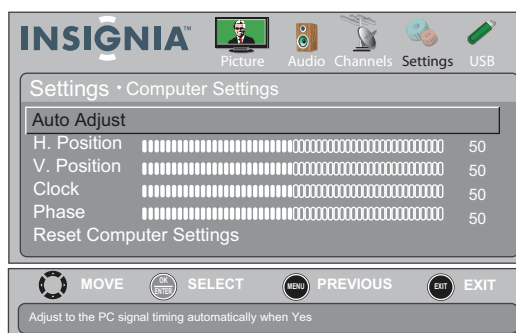 INSIGNIA™
Picture Audio Channels Settings USB
Settings · Computer Settings
Auto Adjust
H. Position 50
V. Position 50
Clock 50
Phase 50
Reset Computer Settings
MOVE OK ENTER SELECT MENU PREVIOUS EXIT EXIT
Adjust to the PC signal timing automatically when Yes